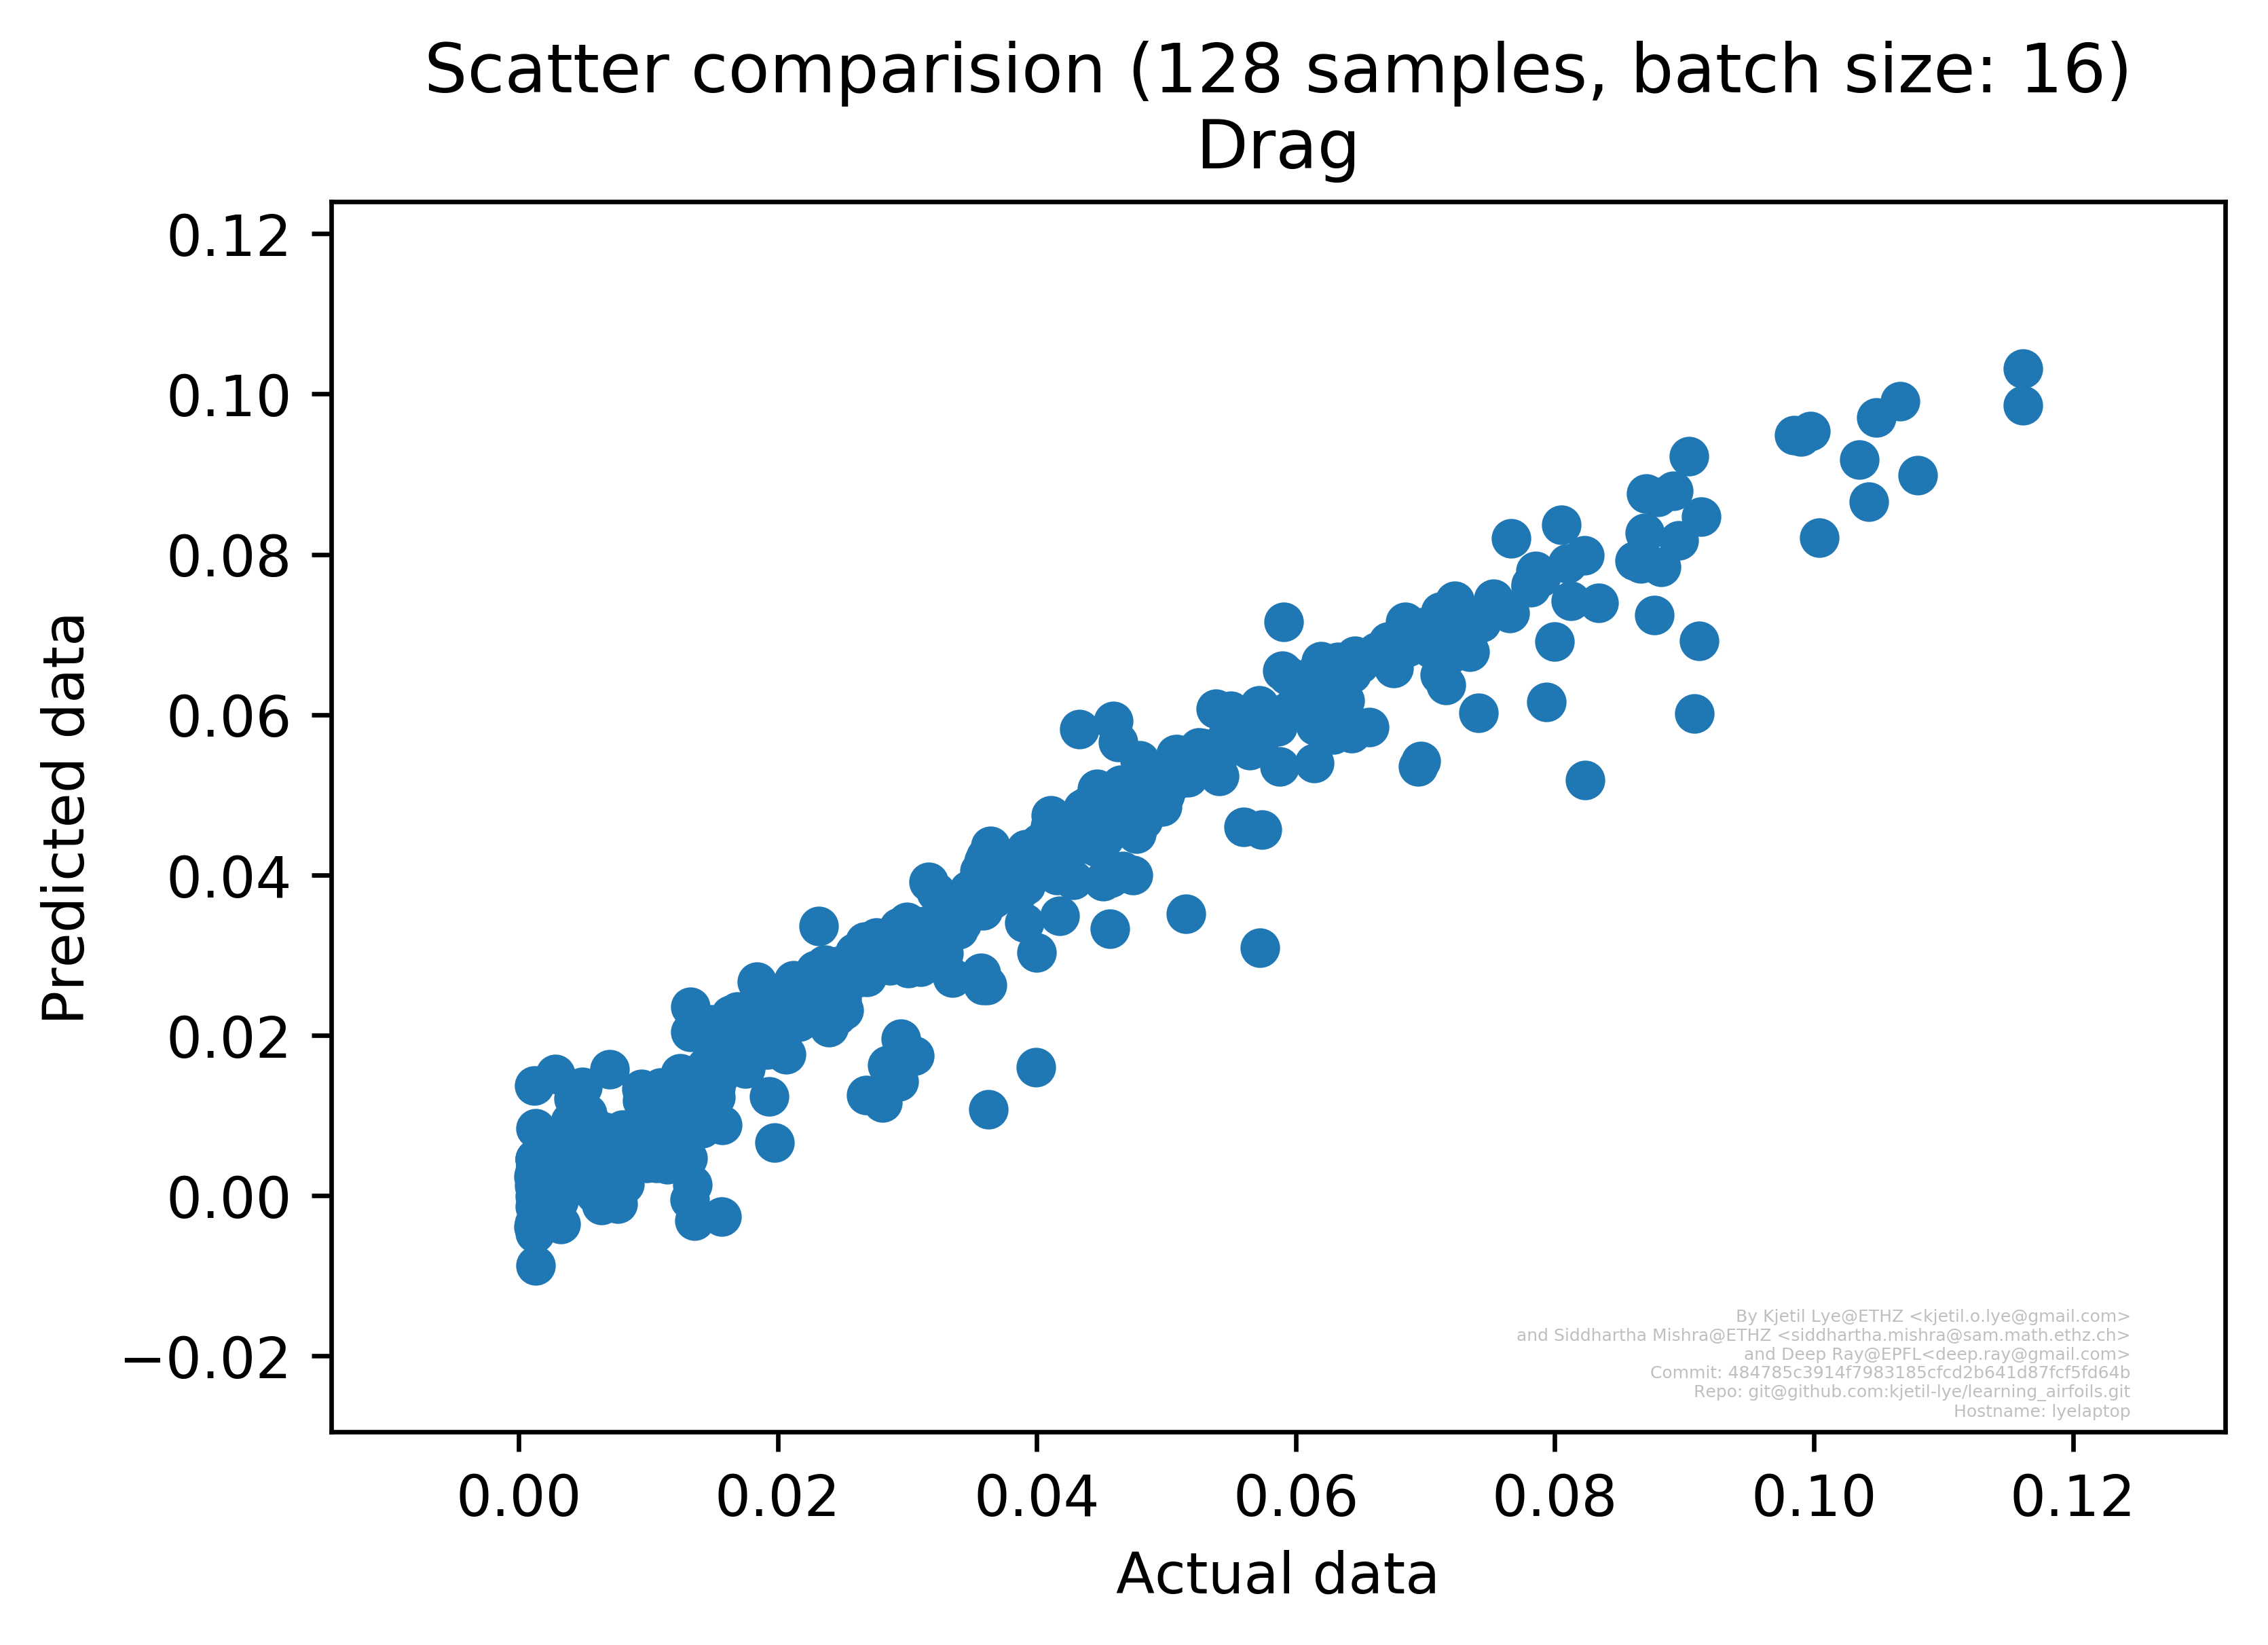 Scatter comparision (128 samples, batch size: 16)
Drag
0.12
0.10
0.08
0.06
0.04
0.02
0.00
−0.02
Predicted data
By Kjetil Lye@ETHZ <kjetil.o.lye@gmail.com>
and Siddhartha Mishra@ETHZ <siddhartha.mishra@sam.math.ethz.ch>
and Deep Ray@EPFL<deep.ray@gmail.com>
Commit: 484785c3914f7983185cfcd2b641d87fcf5fd64b
Repo: git@github.com:kjetil-lye/learning_airfoils.git
Hostname: lyelaptop
0.00 0.02 0.04 0.06 0.08 0.10 0.12
Actual data